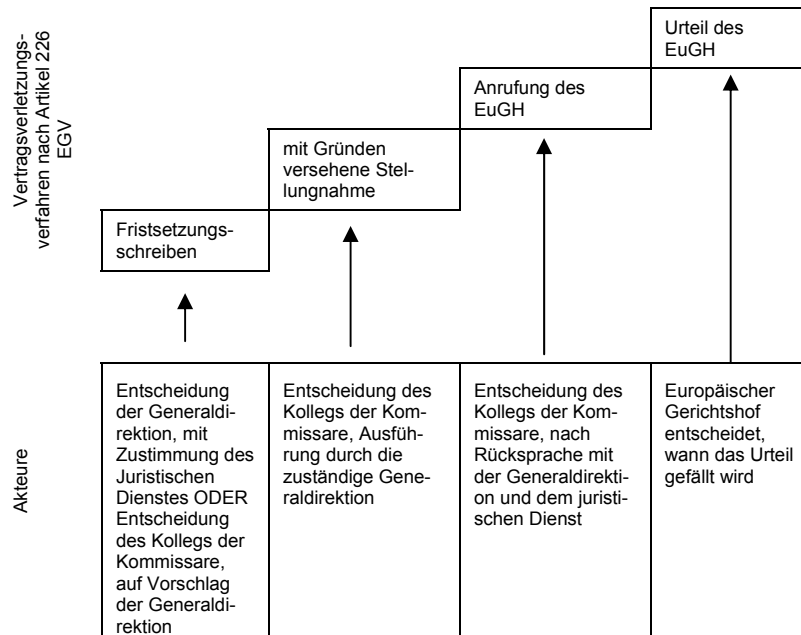 Vertragsverletzungs-
verfahren nach Artikel 226
EGV
Fristsetzungs-
schreiben
mit Gründen
versehene Stel-
lungnahme
Anrufung des
EuGH
Urteil des
EuGH
Akteure
Entscheidung
der Generaldi-
rektion, mit
Zustimmung des
Juristischen
Dienstes ODER
Entscheidung
des Kollegs der
Kommissare,
auf Vorschlag
der Generaldi-
rektion
Entscheidung des
Kollegs der Kom-
missare, Ausfüh-
rung durch die
zuständige Gene-
raldirektion
Entscheidung des
Kollegs der Kom-
missare, nach
Rücksprache mit
der Generaldirekti-
on und dem juristi-
schen Dienst
Europäischer
Gerichtshof
entscheidet,
wann das Urteil
gefällt wird